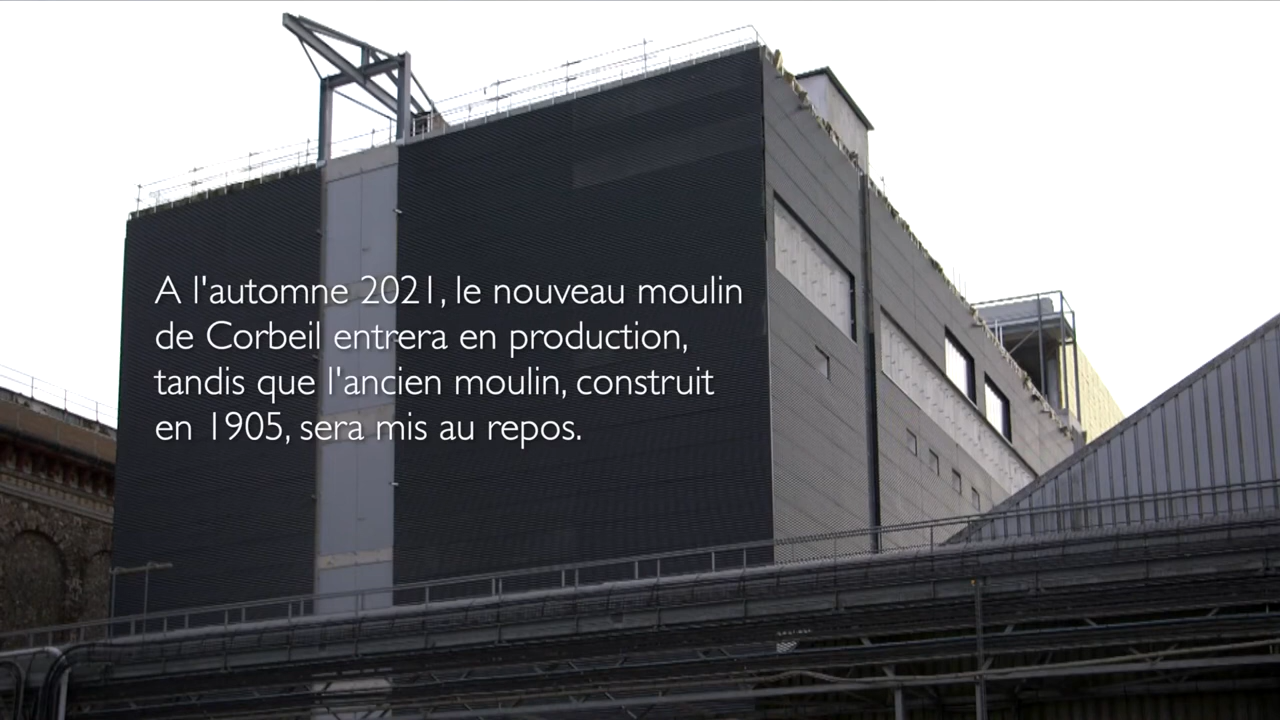 A l'automne 2021, le nouveau moulin
de Corbeil entrera en production,
tandis que l'ancien moulin, construit
en 1905, sera mis au repos.